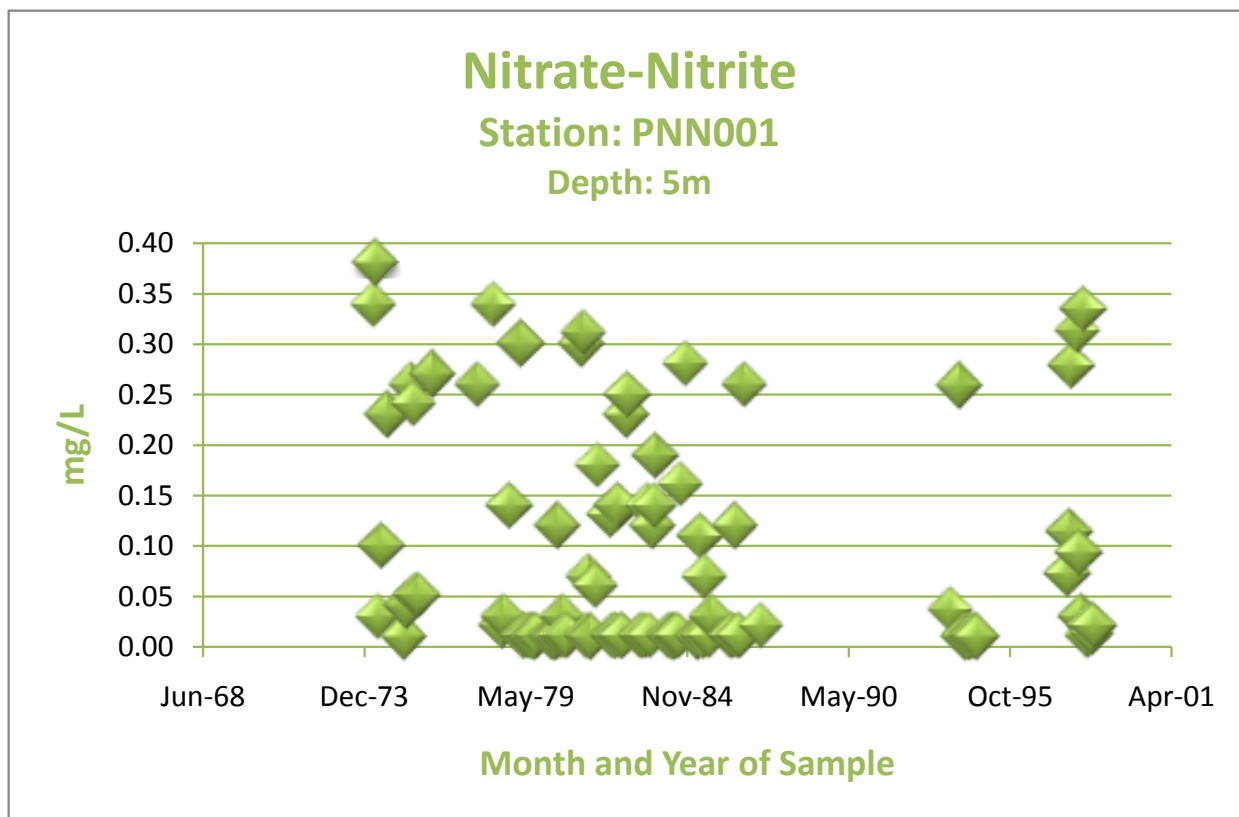 Nitrate-Nitrite
Station: PNN001
Depth: 5m
0.40
0.35
0.30
0.25
0.20
0.15
0.10
0.05
0.00
mg/L
Jun-68 Dec-73 May-79 Nov-84 May-90 Oct-95 Apr-01
Month and Year of Sample